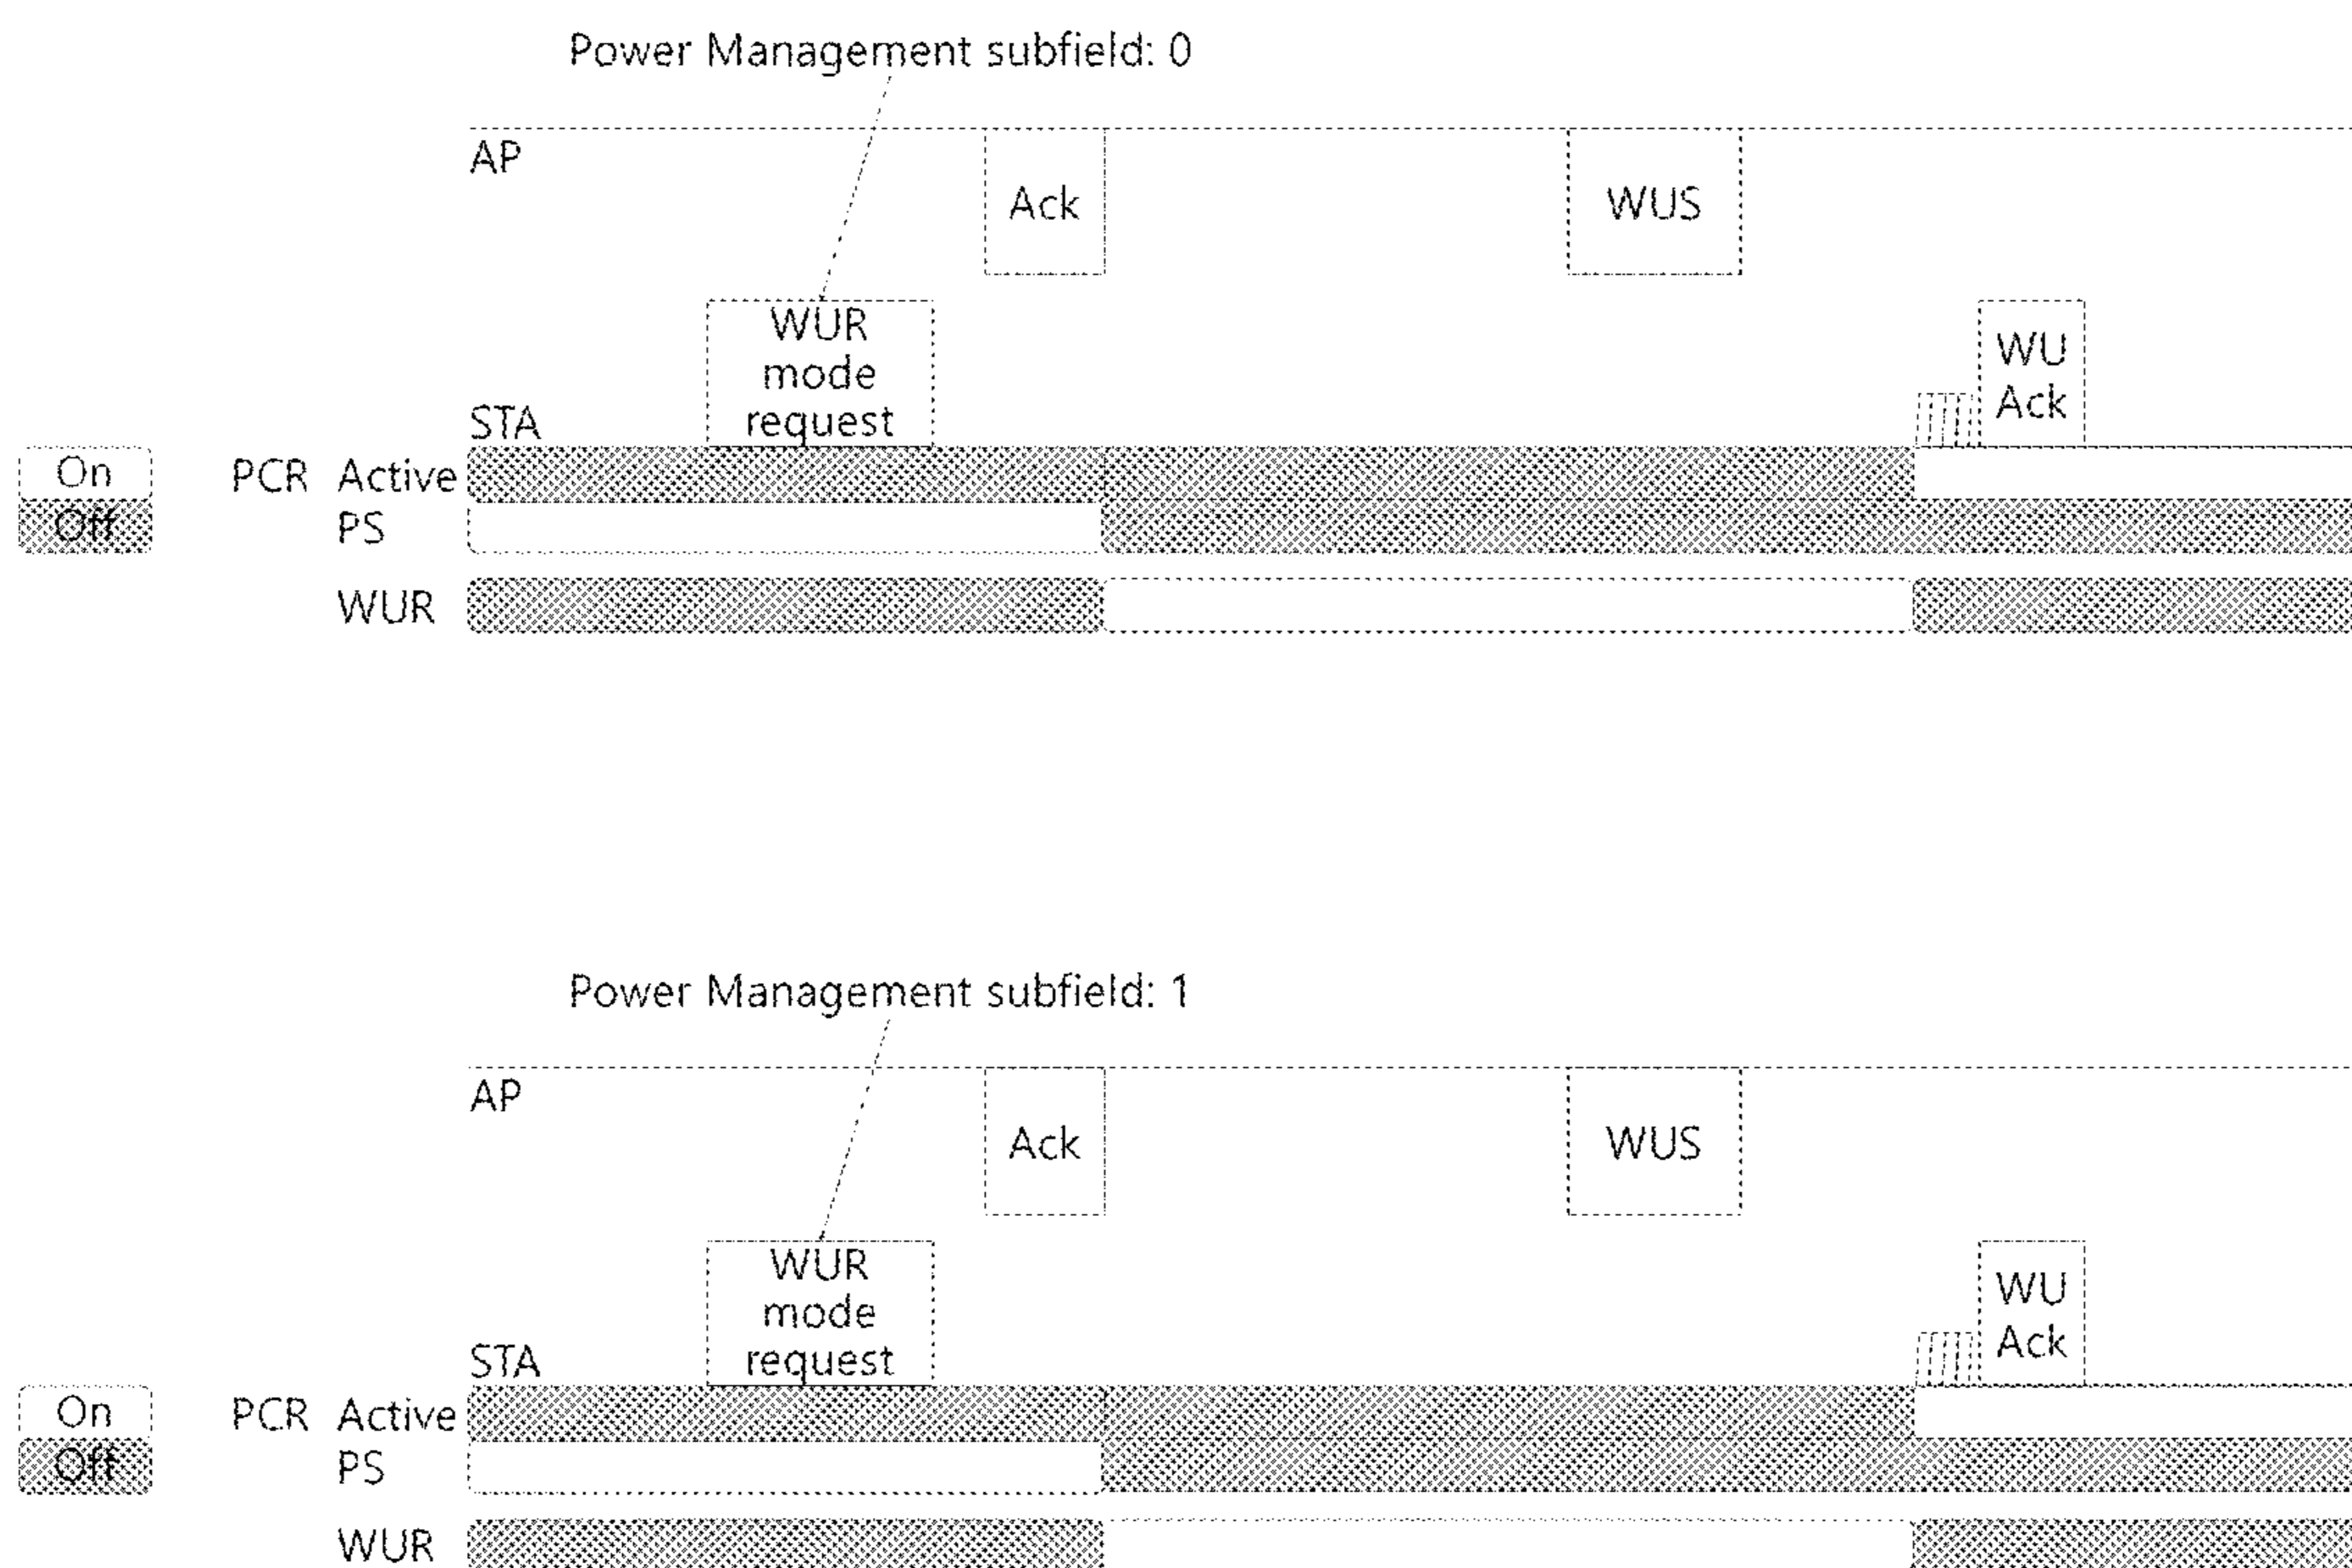 Power Management subfield: 0
AP
Ack
WUS
WUR
mode
request
WU
Ack
STA
On
Off
PCR Active
PS
WUR
Power Management subfield: 1
AP
Ack
WUS
WUR
mode
request
WU
Ack
STA
On
Off
PCR Active
PS
WUR